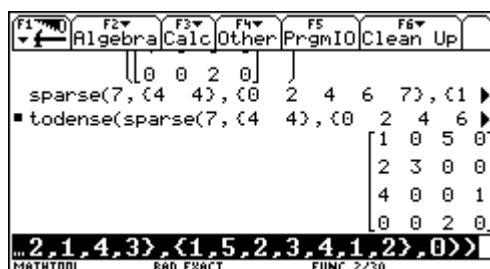 F1 F2 F3 F4 F5 F6
Algebra Calc Other PrgmIO Clean Up
[0 0 2 0]
sparse(7,{4 4},{0 2 4 6 7},{1
todense(sparse(7,{4 4},{0 2 4 6
1 0 5 0
2 3 0 0
4 0 0 1
0 0 2 0
…2,1,4,3},{1,5,2,3,4,1,2},0))
MATHTOOL RAD EXACT FUNC 2/30